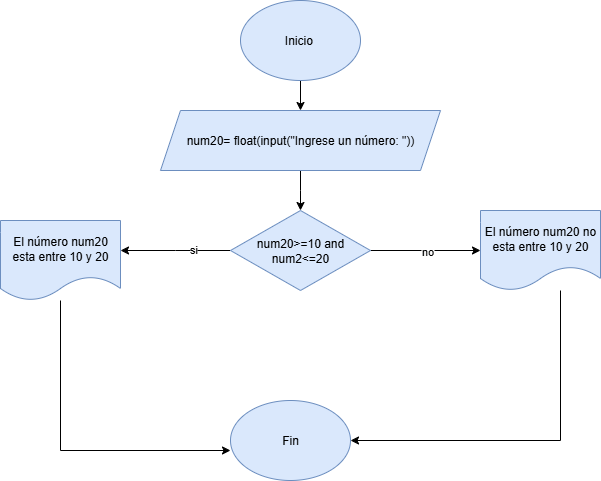 Inicio
num20= float(input("Ingrese un número: "))
num20>=10 and
num2<=20
si
no
El número num20
esta entre 10 y 20
El número num20 no
esta entre 10 y 20
Fin